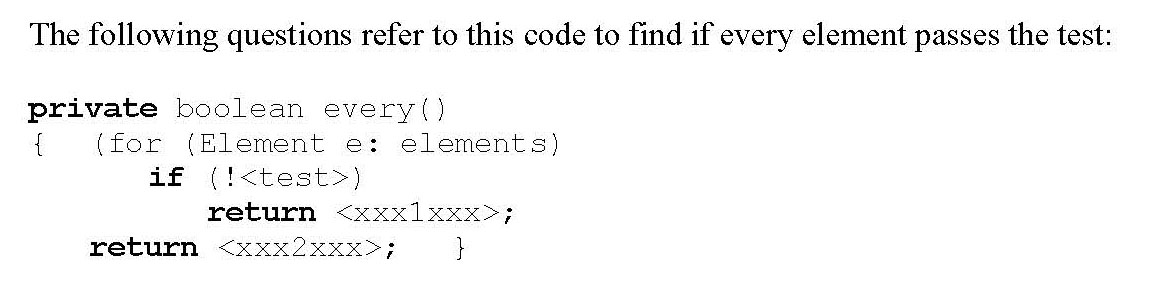 The following questions refer to this code to find if every element passes the test:
private boolean every()
{   (for (Element e: elements)
if (!<test>)
return <xxx1xxx>;
return <xxx2xxx>;   }